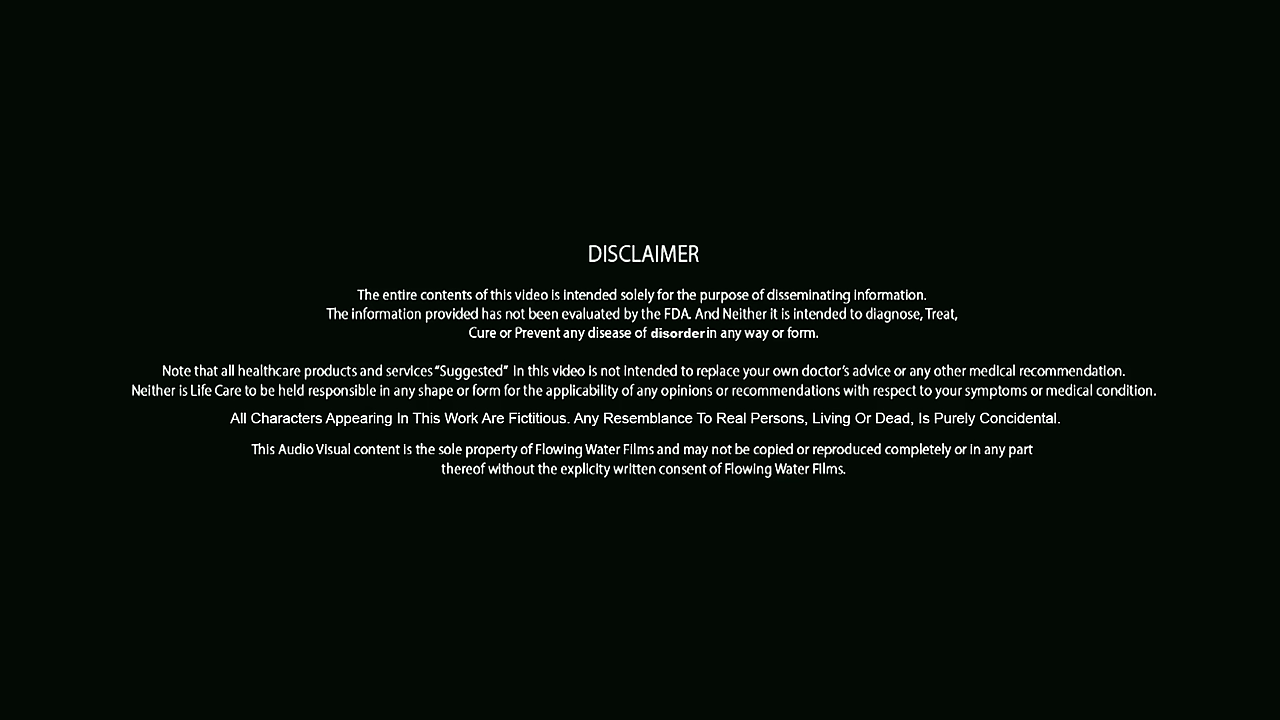 DISCLAIMER
The entire contents of this video is intended solely for the purpose of disseminating information.
The information provided has not been evaluated by the FDA. And Neither it is intended to diagnose, Treat,
Cure or Prevent any disease of disorder in any way or form.
Note that all healthcare products and services “Suggested” in this video is not intended to replace your own doctor’s advice or any other medical recommendation.
Neither is Life Care to be held responsible in any shape or form for the applicability of any opinions or recommendations with respect to your symptoms or medical condition.
All Characters Appearing In This Work Are Fictitious. Any Resemblance To Real Persons, Living Or Dead, Is Purely Concidental.
This Audio Visual content is the sole property of Flowing Water Films and may not be copied or reproduced completely or in any part
thereof without the explicity written consent of Flowing Water Films.